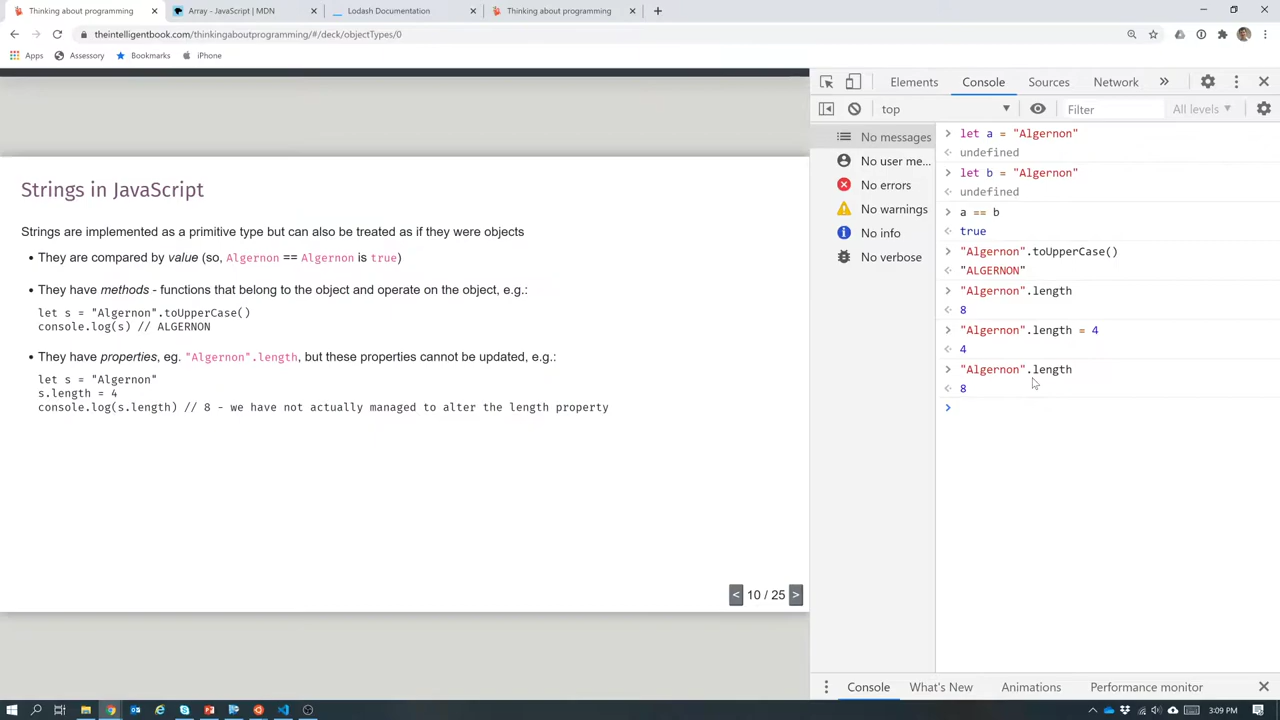 Thinking about programming
Array - JavaScript | MDN
Lodash Documentation
Thinking about programming
theintelligentbook.com/thinkingaboutprogramming/#/deck/objectTypes/0
Apps
Assessory
Bookmarks
iPhone
Strings in JavaScript
Strings are implemented as a primitive type but can also be treated as if they were objects
• They are compared by value (so, Algernon == Algernon is true)
• They have methods - functions that belong to the object and operate on the object, e.g.:
let s = "Algernon".toUpperCase()
console.log(s) // ALGERNON
• They have properties, eg. "Algernon".length, but these properties cannot be updated, e.g.:
let s = "Algernon"
s.length = 4
console.log(s.length) // 8 - we have not actually managed to alter the length property
< 10 / 25 >
Elements
Console
Sources
Network
top
Filter
All levels
No messages
No user me...
No errors
No warnings
No info
No verbose
let a = "Algernon"
undefined
let b = "Algernon"
undefined
a == b
true
"Algernon".toUpperCase()
"ALGERNON"
"Algernon".length
8
"Algernon".length = 4
4
"Algernon".length
8
Console
What's New
Animations
Performance monitor
3:09 PM